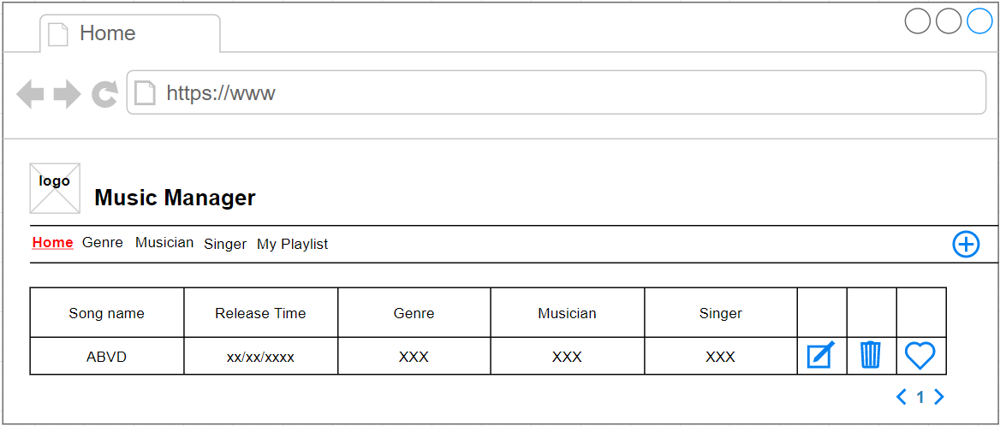 Home
https://www
logo
Music Manager
Home Genre Musician Singer My Playlist
Song name Release Time Genre Musician Singer
ABVD xx/xx/xxxx XXX XXX XXX
1